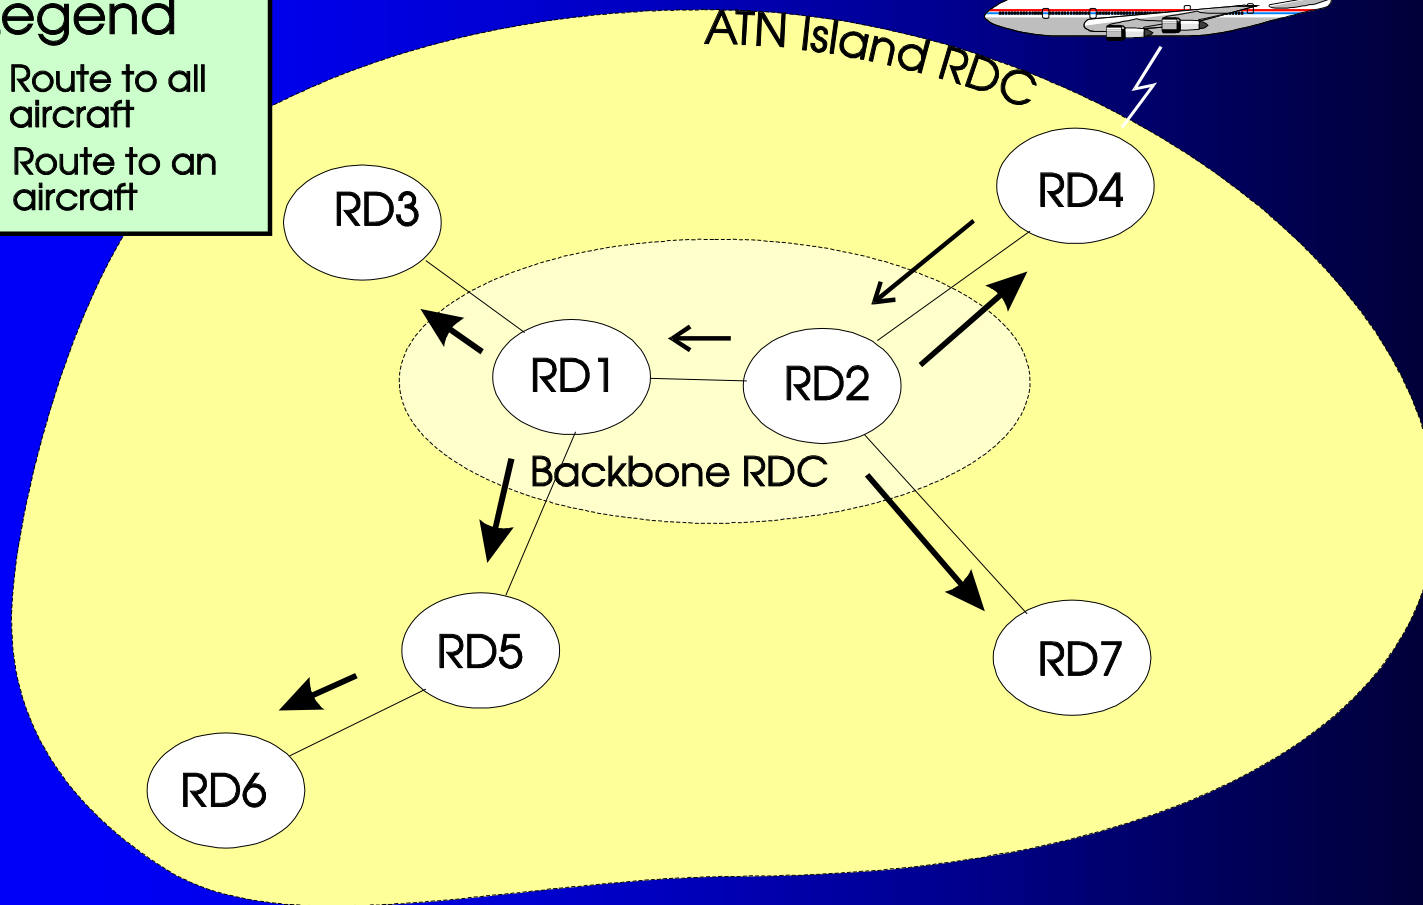 egend
Route to all
aircraft
Route to an
aircraft
ATN Island RDC
RD3
RD4
RD1
RD2
Backbone RDC
RD5
RD7
RD6